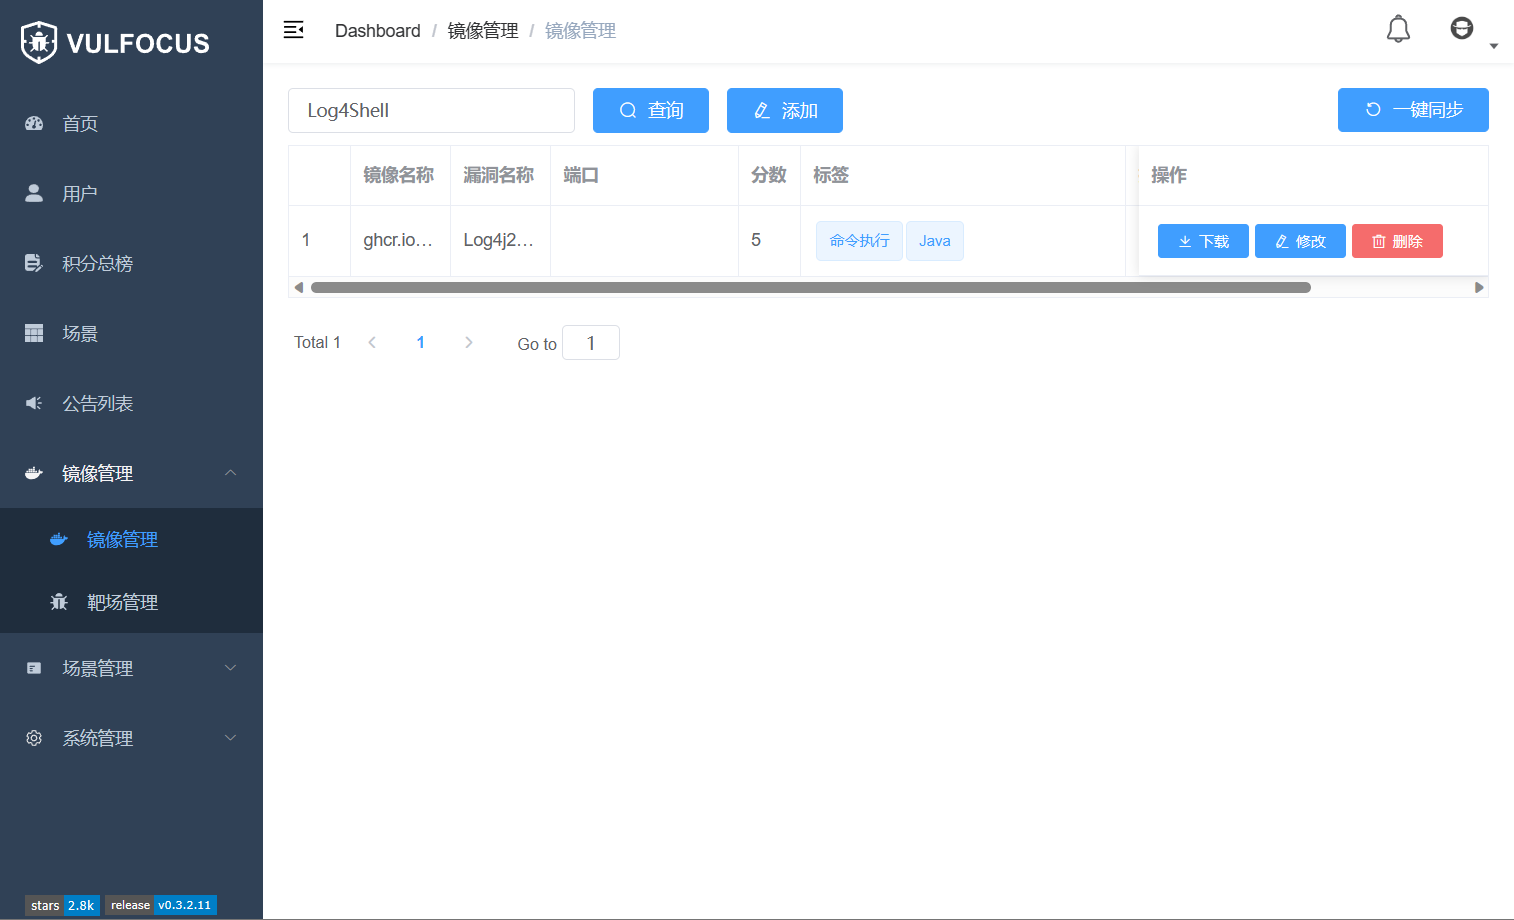 VULFOCUS
首页
用户
积分总榜
场景
公告列表
镜像管理
镜像管理
靶场管理
场景管理
系统管理
stars 2.8k release v0.3.2.11
Dashboard / 镜像管理 / 镜像管理
Log4Shell 查询 添加 一键同步
镜像名称 漏洞名称 端口 分数 标签 操作
1 ghcr.io... Log4j2... 5 命令执行 Java 下载 修改 删除
Total 1 1 Go to 1